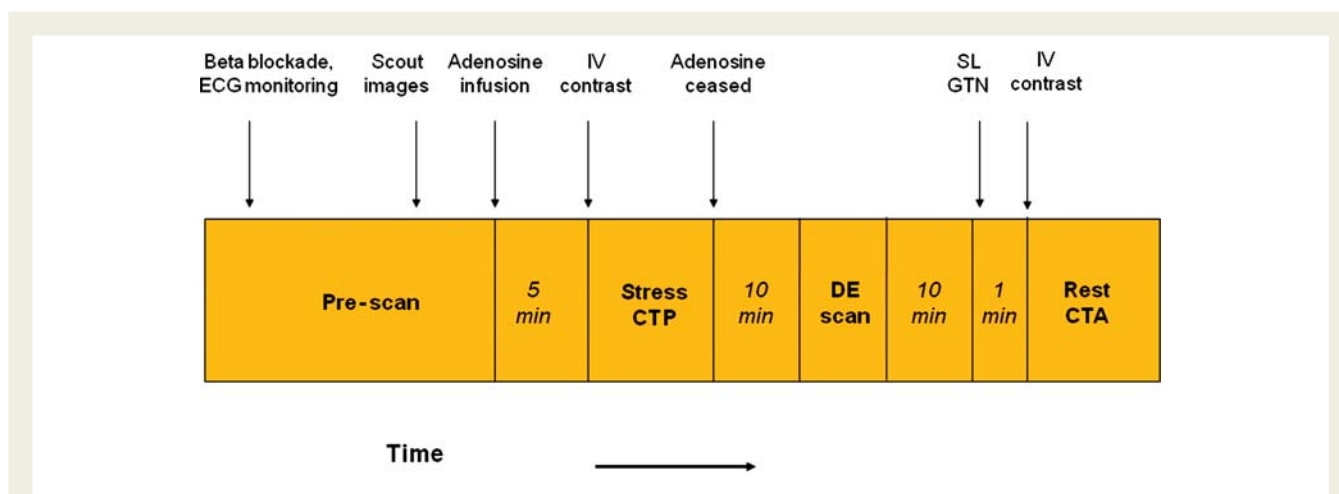 Beta blockade,
ECG monitoring
Scout
images
Adenosine
infusion
IV
contrast
Adenosine
ceased
SL
GTN
IV
contrast
Pre-scan
5
min
Stress
CTP
10
min
DE
scan
10
min
1
min
Rest
CTA
Time